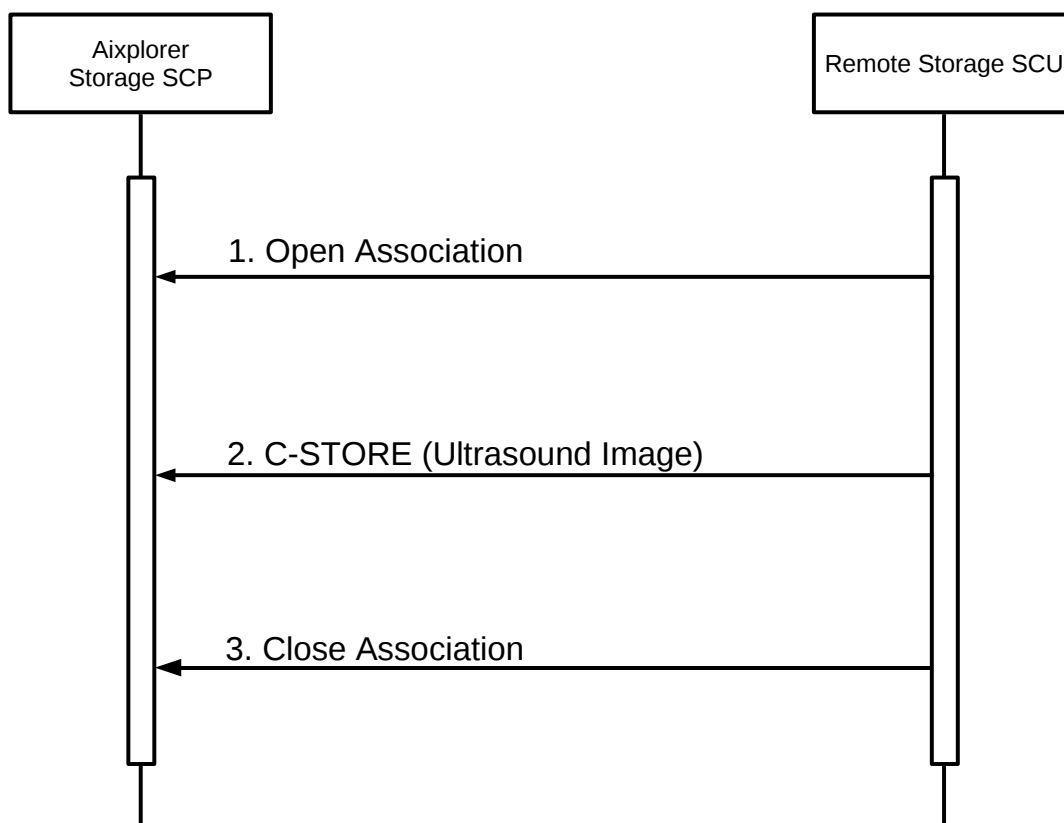 Aixplorer
Storage SCP
Remote Storage SCU
1. Open Association
2. C-STORE (Ultrasound Image)
3. Close Association